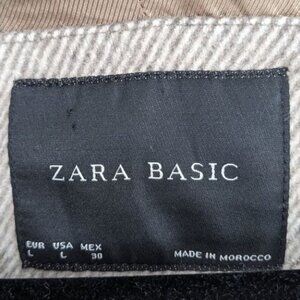 ZARA BASIC
EUR USA MEX
L L 30
MADE IN MOROCCO